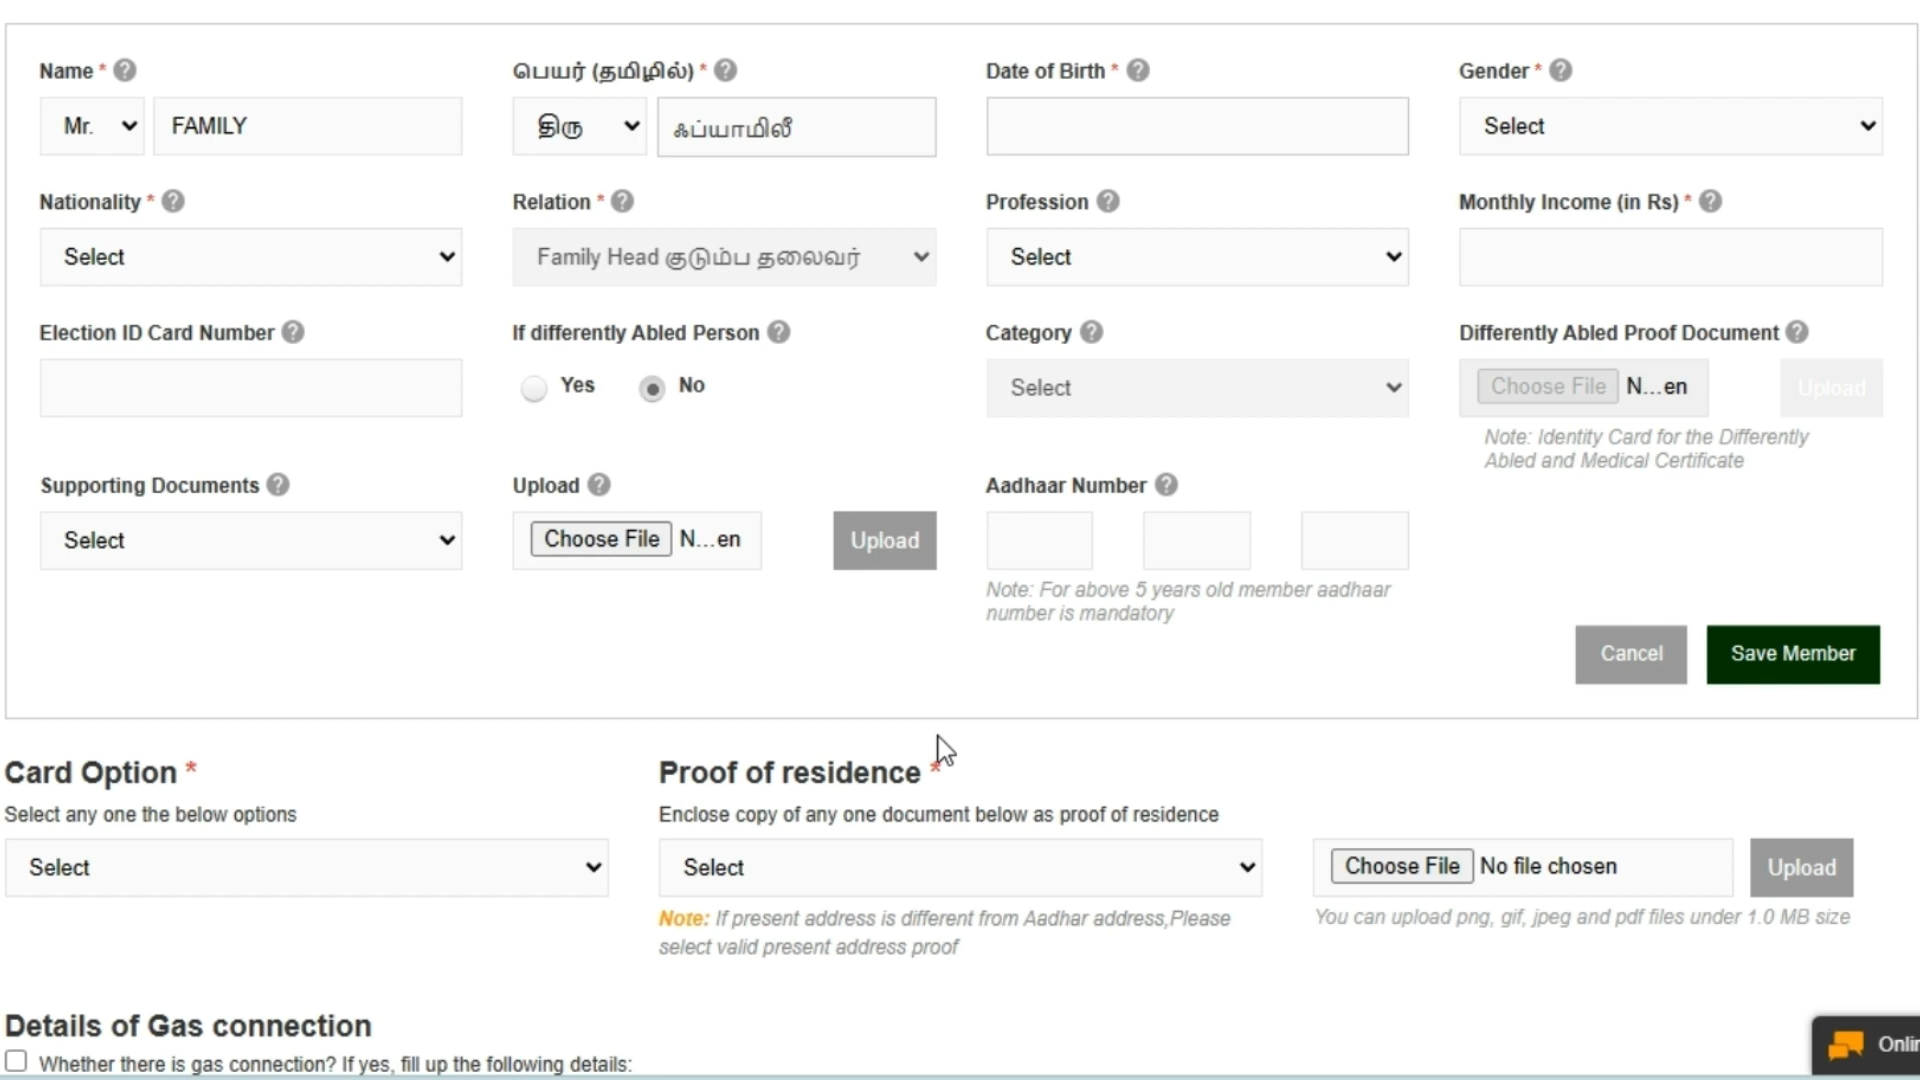 Name * ?
பெயர் (தமிழில்) * ?
Date of Birth * ?
Gender * ?
Mr.
FAMILY
திரு
ஃப்யாமிலீ
Select
Nationality * ?
Relation * ?
Profession ?
Monthly Income (in Rs) * ?
Select
Family Head குடும்ப தலைவர்
Select
Election ID Card Number ?
If differently Abled Person ?
Category ?
Differently Abled Proof Document ?
Yes
No
Select
Choose File N...en
Upload
Note: Identity Card for the Differently
Abled and Medical Certificate
Supporting Documents ?
Upload ?
Aadhaar Number ?
Select
Choose File N...en
Upload
Note: For above 5 years old member aadhaar
number is mandatory
Cancel
Save Member
Card Option *
Proof of residence *
Select any one the below options
Enclose copy of any one document below as proof of residence
Select
Select
Choose File No file chosen
Upload
Note: If present address is different from Aadhar address,Please
select valid present address proof
You can upload png, gif, jpeg and pdf files under 1.0 MB size
Details of Gas connection
Whether there is gas connection? If yes, fill up the following details: